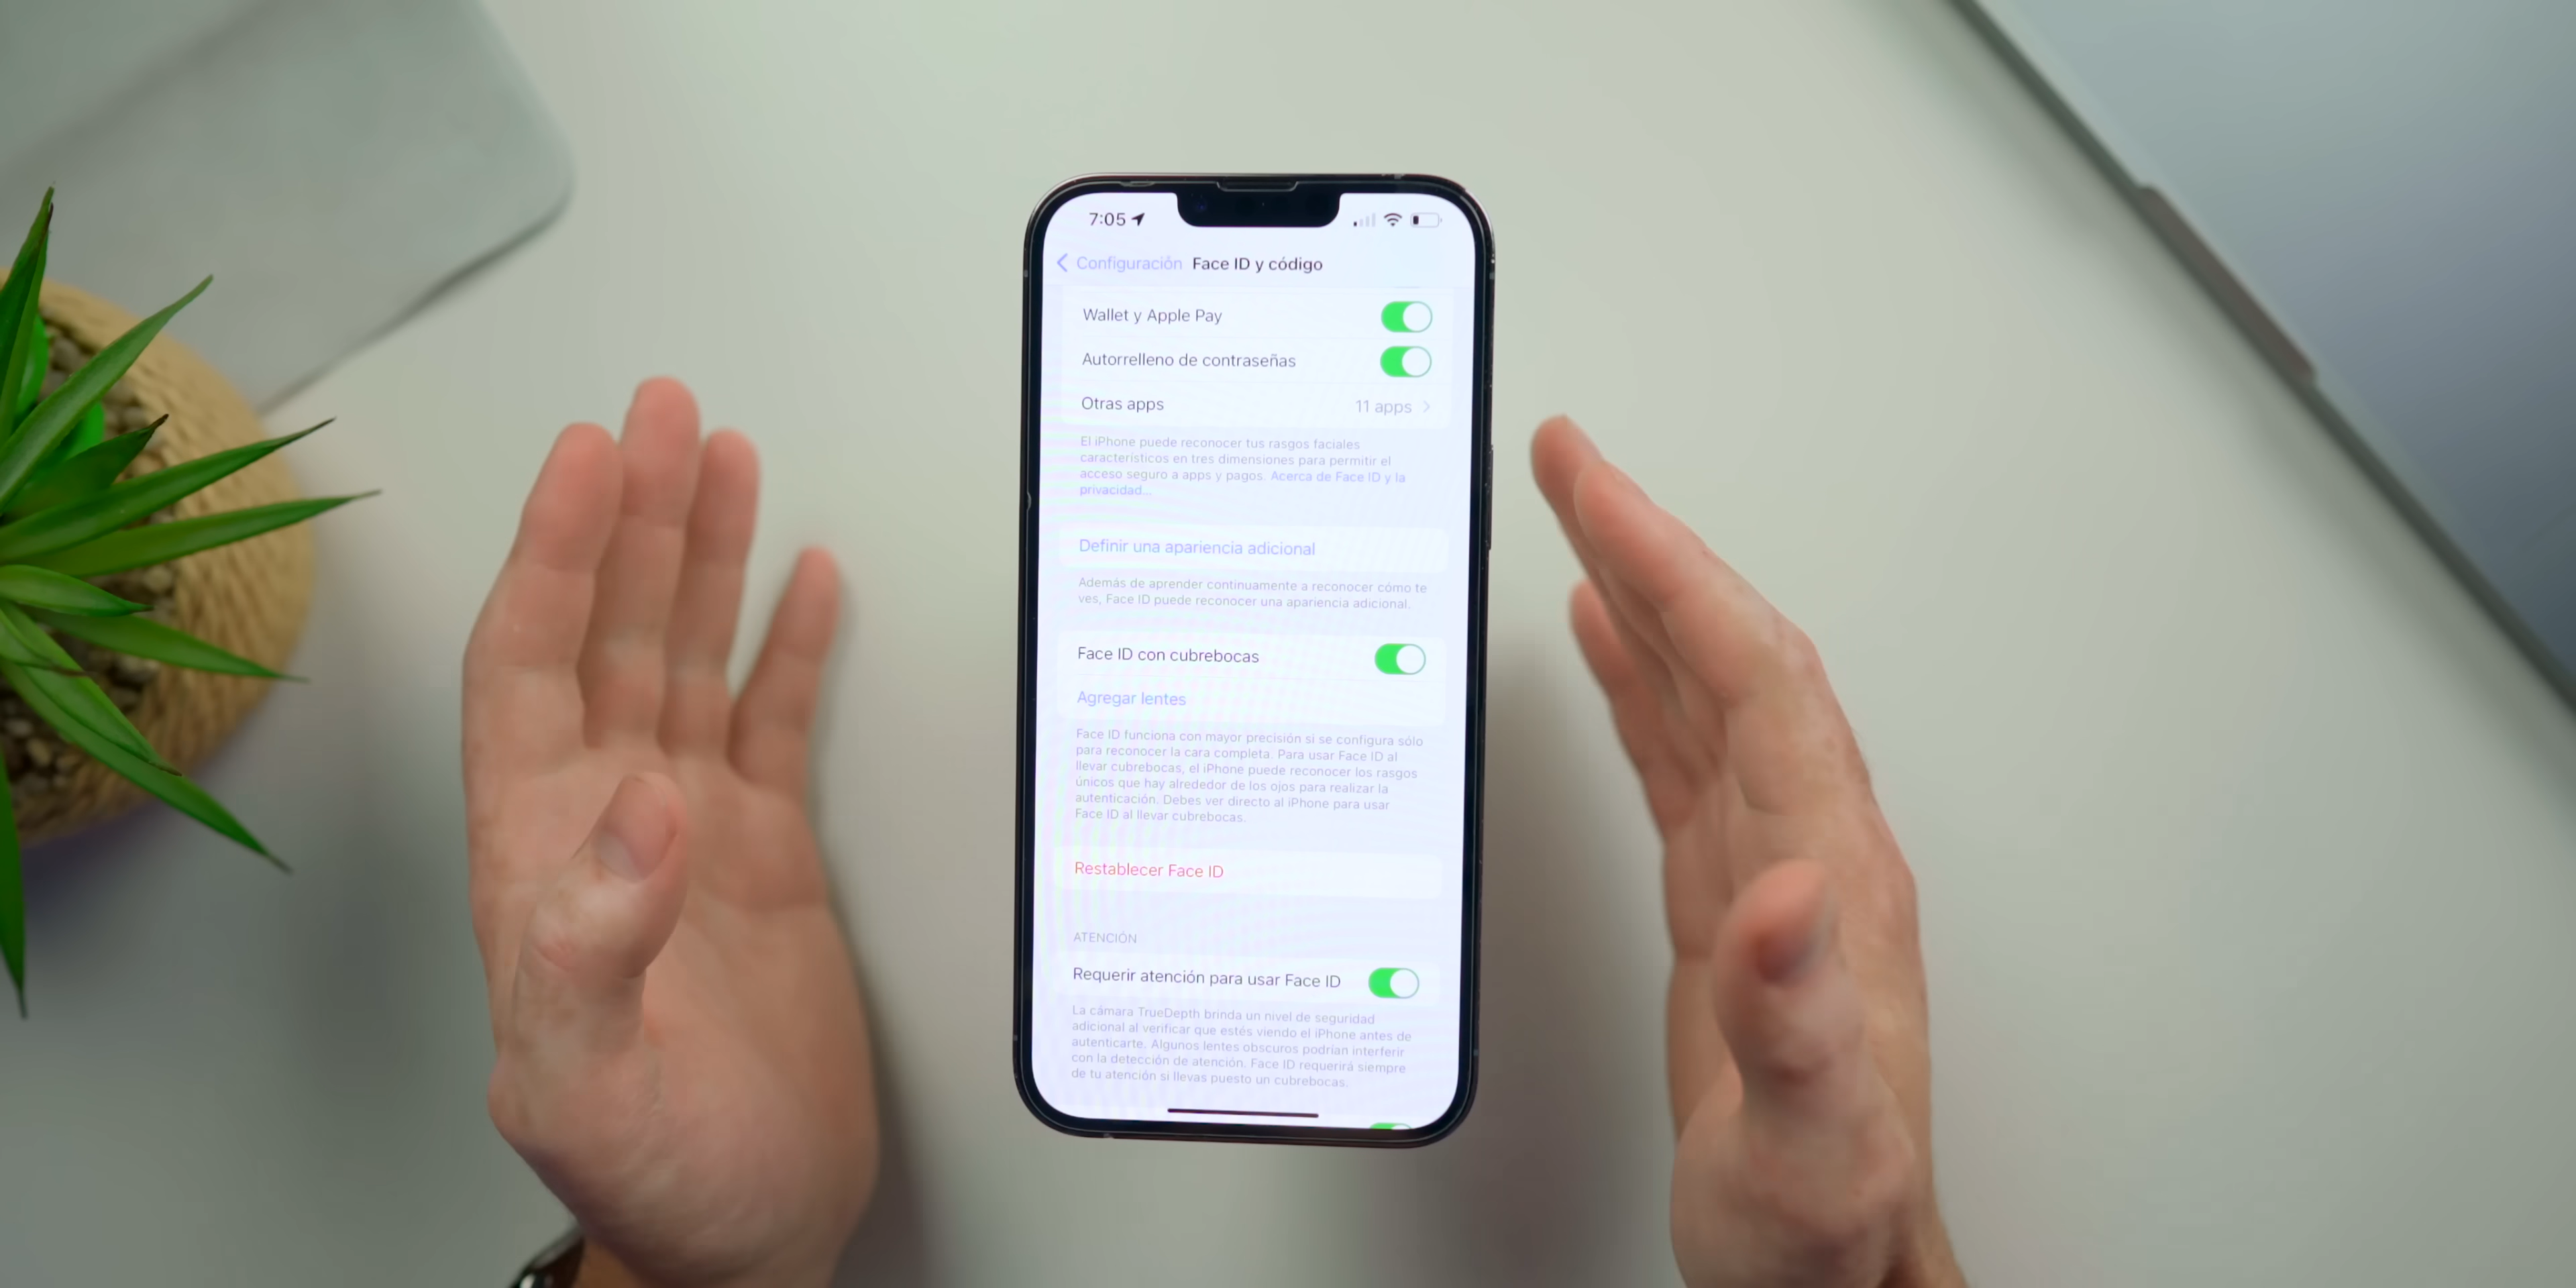 7:05
Configuración Face ID y código
Wallet y Apple Pay
Autorrelleno de contraseñas
Otras apps 11 apps
El iPhone puede reconocer tus rasgos faciales
característicos en tres dimensiones para permitir el
acceso seguro a apps y pagos. Acerca de Face ID y la
privacidad...
Definir una apariencia adicional
Además de aprender continuamente a reconocer cómo te
ves, Face ID puede reconocer una apariencia adicional.
Face ID con cubrebocas
Agregar lentes
Face ID funciona con mayor precisión si se configura sólo
para reconocer la cara completa. Para usar Face ID al
llevar cubrebocas, el iPhone puede reconocer los rasgos
únicos que hay alrededor de los ojos para realizar la
autenticación. Debes ver directo al iPhone para usar
Face ID al llevar cubrebocas.
Restablecer Face ID
ATENCIÓN
Requerir atención para usar Face ID
La cámara TrueDepth brinda un nivel de seguridad
adicional al verificar que estés viendo el iPhone antes de
autenticarte. Algunos lentes obscuros podrían interferir
con la detección de atención. Face ID requerirá siempre
de tu atención si llevas puesto un cubrebocas.